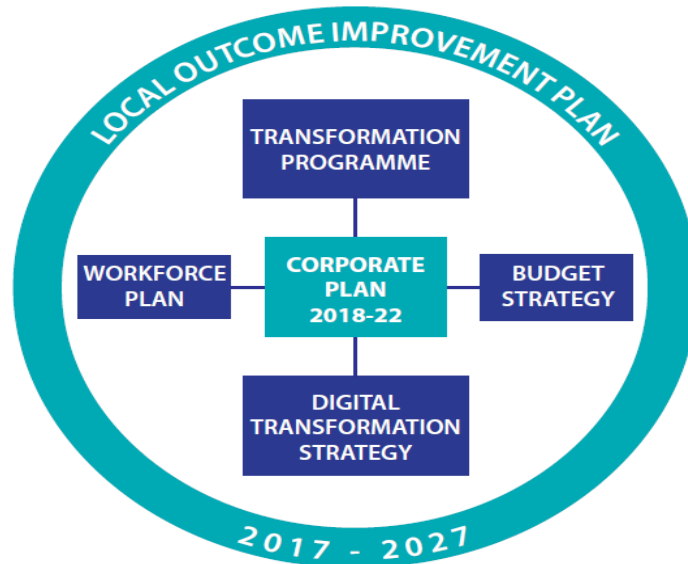 LOCAL OUTCOME IMPROVEMENT PLAN
TRANSFORMATION
PROGRAMME
WORKFORCE
PLAN
CORPORATE
PLAN
2018-22
BUDGET
STRATEGY
DIGITAL
TRANSFORMATION
STRATEGY
2017 - 2027